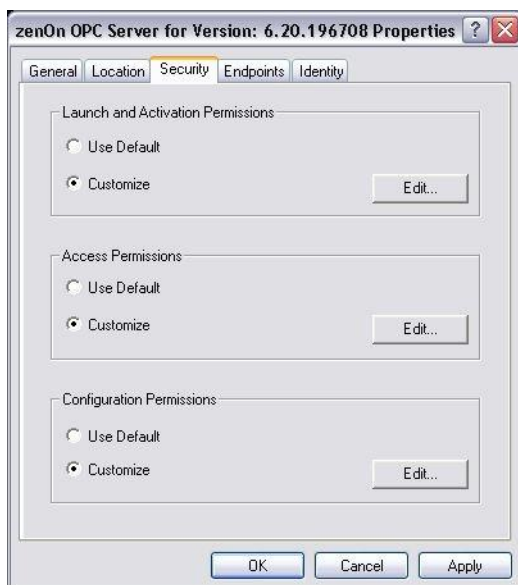 zenOn OPC Server for Version: 6.20.196708 Properties ?
General Location Security Endpoints Identity
Launch and Activation Permissions
Use Default
Customize
Edit...
Access Permissions
Use Default
Customize
Edit...
Configuration Permissions
Use Default
Customize
Edit...
OK Cancel Apply